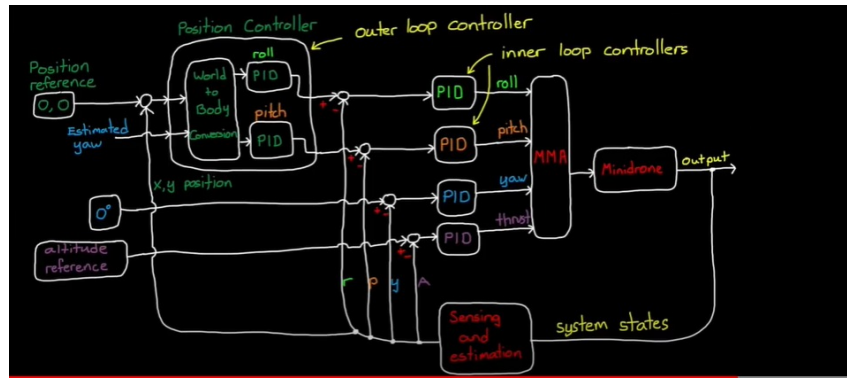 Position Controller
outer loop controller
inner loop controllers
Position
reference
0,0
World
to
Body
Conversion
roll
PID
pitch
PID
Estimated
yaw
x,y position
0°
altitude
reference
+
-
+
-
+
-
+
-
PID
roll
PID
pitch
PID
yaw
PID
thrust
MMA
Minidrone
output
r
p
y
A
Sensing
and
estimation
system states